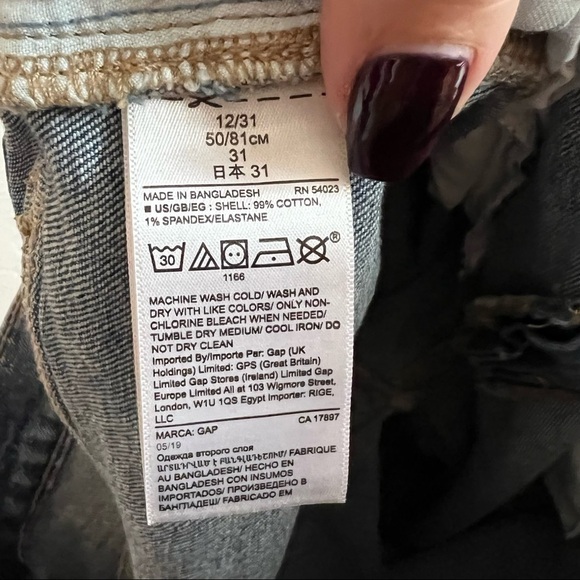 12/31
50/81CM
31
日本 31
MADE IN BANGLADESH RN 54023
■ US/GB/EG : SHELL: 99% COTTON,
1% SPANDEX/ELASTANE
30
®
1166
MACHINE WASH COLD/ WASH AND
DRY WITH LIKE COLORS/ ONLY NON-
CHLORINE BLEACH WHEN NEEDED/
TUMBLE DRY MEDIUM/ COOL IRON/ DO
NOT DRY CLEAN
Imported By/Importe Par: Gap (UK
Holdings) Limited: GPS (Great Britain)
Limited Gap Stores (Ireland) Limited Gap
Europe Limited All at 103 Wigmore Street,
London, W1U 1QS Egypt Importer: RIGE,
LLC
MARCA: GAP CA 17897
05/19
Одежда второго слоя
ԱՐՏԱԴՐՎԱԾ Է ԲԱՆԳԼԱԴԵՇՈՒՄ/ FABRIQUE
AU BANGLADESH/ HECHO EN
BANGLADESH CON INSUMOS
IMPORTADOS/ ПРОИЗВЕДЕНО В
БАНГЛАДЕШ/ FABRICADO EM